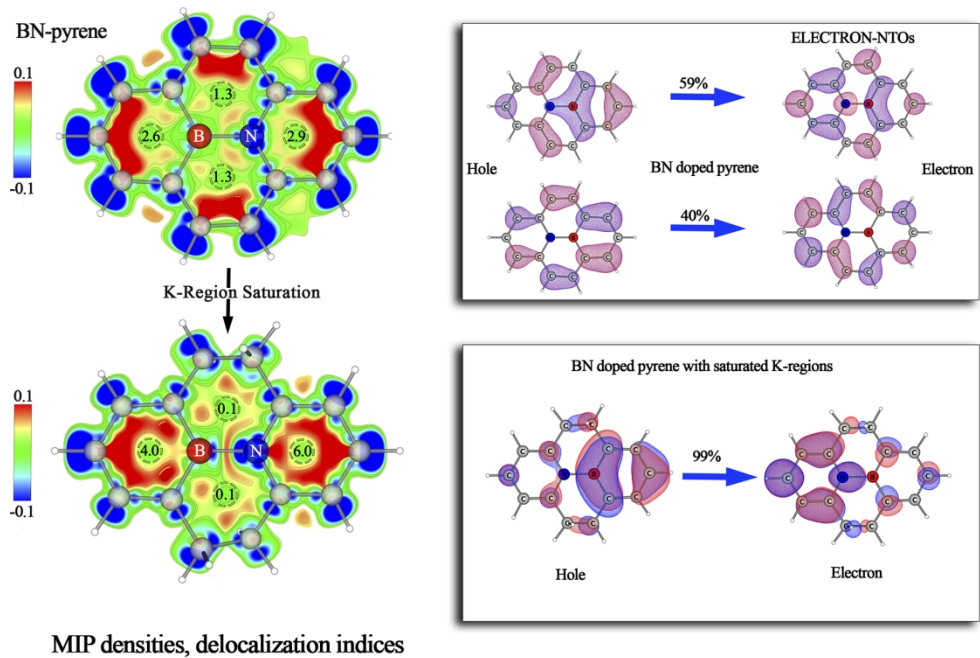 BN-pyrene
0.1
-0.1
1.3
2.6
B
N
2.9
1.3
K-Region Saturation
0.1
-0.1
0.1
4.0
B
N
6.0
0.1
MIP densities, delocalization indices
ELECTRON-NTOs
59%
Hole
BN doped pyrene
Electron
40%
BN doped pyrene with saturated K-regions
99%
Hole
Electron